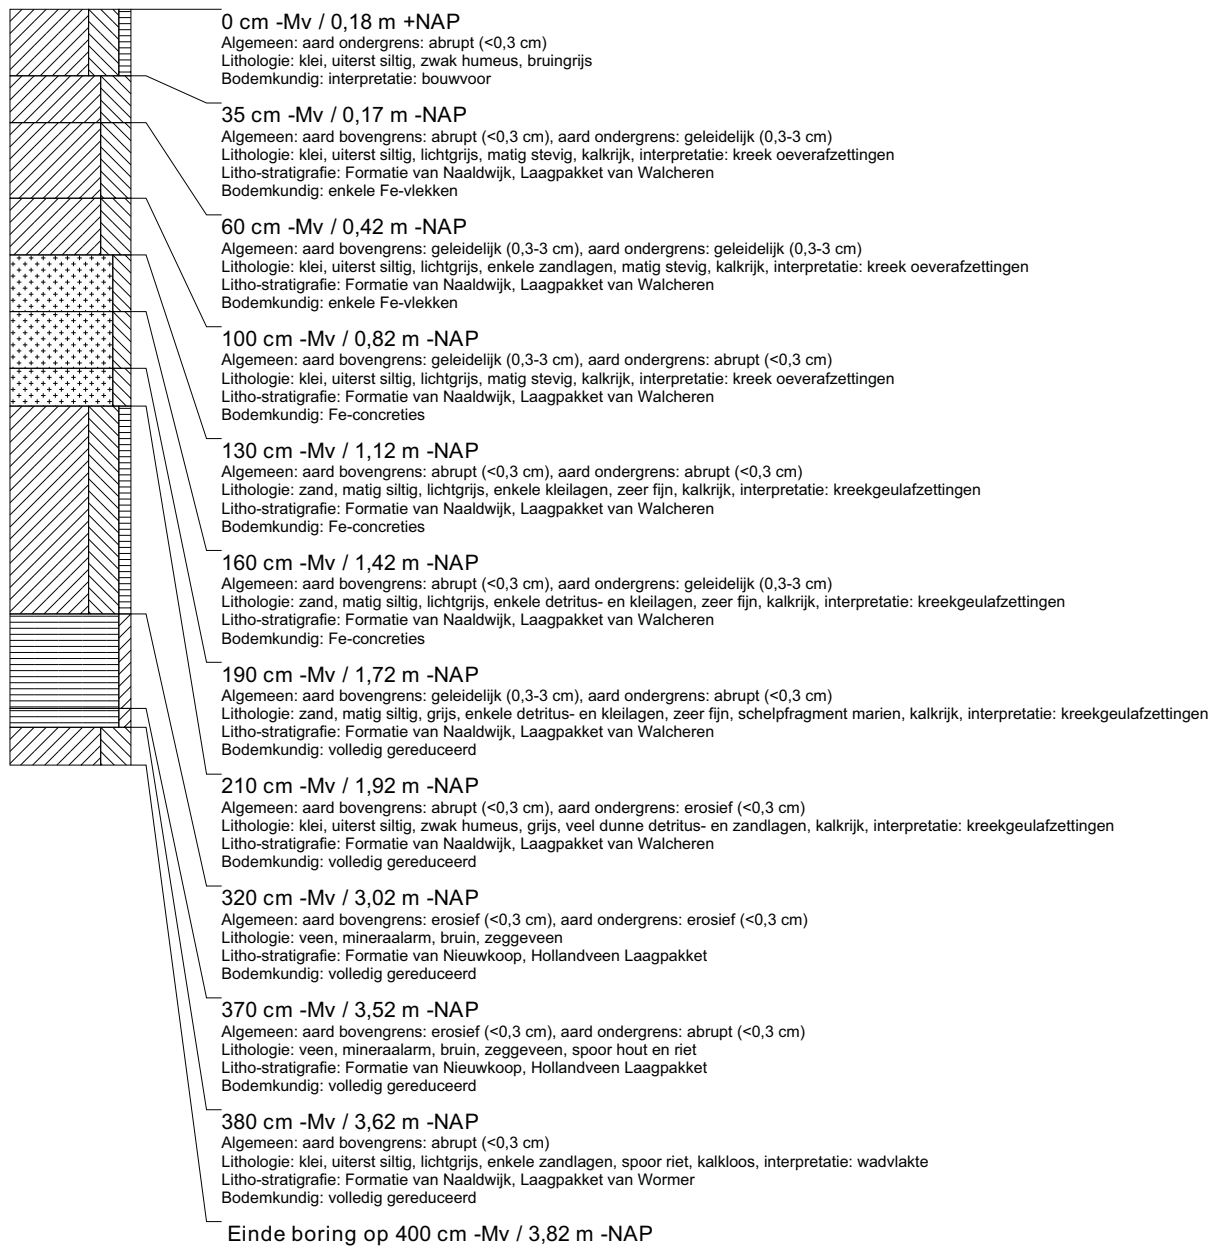 0 cm -Mv / 0,18 m +NAP
Algemeen: aard ondergrens: abrupt (<0,3 cm)
Lithologie: klei, uiterst siltig, zwak humeus, bruingrijs
Bodemkundig: interpretatie: bouwvoor
35 cm -Mv / 0,17 m -NAP
Algemeen: aard bovengrens: abrupt (<0,3 cm), aard ondergrens: geleidelijk (0,3-3 cm)
Lithologie: klei, uiterst siltig, lichtgrijs, matig stevig, kalkrijk, interpretatie: kreek oeverafzettingen
Litho-stratigrafie: Formatie van Naaldwijk, Laagpakket van Walcheren
Bodemkundig: enkele Fe-vlekken
60 cm -Mv / 0,42 m -NAP
Algemeen: aard bovengrens: geleidelijk (0,3-3 cm), aard ondergrens: geleidelijk (0,3-3 cm)
Lithologie: klei, uiterst siltig, lichtgrijs, enkele zandlagen, matig stevig, kalkrijk, interpretatie: kreek oeverafzettingen
Litho-stratigrafie: Formatie van Naaldwijk, Laagpakket van Walcheren
Bodemkundig: enkele Fe-vlekken
100 cm -Mv / 0,82 m -NAP
Algemeen: aard bovengrens: geleidelijk (0,3-3 cm), aard ondergrens: abrupt (<0,3 cm)
Lithologie: klei, uiterst siltig, lichtgrijs, matig stevig, kalkrijk, interpretatie: kreek oeverafzettingen
Litho-stratigrafie: Formatie van Naaldwijk, Laagpakket van Walcheren
Bodemkundig: Fe-concreties
130 cm -Mv / 1,12 m -NAP
Algemeen: aard bovengrens: abrupt (<0,3 cm), aard ondergrens: abrupt (<0,3 cm)
Lithologie: zand, matig siltig, lichtgrijs, enkele kleilagen, zeer fijn, kalkrijk, interpretatie: kreekgeulafzettingen
Litho-stratigrafie: Formatie van Naaldwijk, Laagpakket van Walcheren
Bodemkundig: Fe-concreties
160 cm -Mv / 1,42 m -NAP
Algemeen: aard bovengrens: abrupt (<0,3 cm), aard ondergrens: geleidelijk (0,3-3 cm)
Lithologie: zand, matig siltig, lichtgrijs, enkele detritus- en kleilagen, zeer fijn, kalkrijk, interpretatie: kreekgeulafzettingen
Litho-stratigrafie: Formatie van Naaldwijk, Laagpakket van Walcheren
Bodemkundig: Fe-concreties
190 cm -Mv / 1,72 m -NAP
Algemeen: aard bovengrens: geleidelijk (0,3-3 cm), aard ondergrens: abrupt (<0,3 cm)
Lithologie: zand, matig siltig, grijs, enkele detritus- en kleilagen, zeer fijn, schelpfragment marien, kalkrijk, interpretatie: kreekgeulafzettingen
Litho-stratigrafie: Formatie van Naaldwijk, Laagpakket van Walcheren
Bodemkundig: volledig gereduceerd
210 cm -Mv / 1,92 m -NAP
Algemeen: aard bovengrens: abrupt (<0,3 cm), aard ondergrens: erosief (<0,3 cm)
Lithologie: klei, uiterst siltig, zwak humeus, grijs, veel dunne detritus- en zandlagen, kalkrijk, interpretatie: kreekgeulafzettingen
Litho-stratigrafie: Formatie van Naaldwijk, Laagpakket van Walcheren
Bodemkundig: volledig gereduceerd
320 cm -Mv / 3,02 m -NAP
Algemeen: aard bovengrens: erosief (<0,3 cm), aard ondergrens: erosief (<0,3 cm)
Lithologie: veen, mineraalarm, bruin, zeggeveen
Litho-stratigrafie: Formatie van Nieuwkoop, Hollandveen Laagpakket
Bodemkundig: volledig gereduceerd
370 cm -Mv / 3,52 m -NAP
Algemeen: aard bovengrens: erosief (<0,3 cm), aard ondergrens: abrupt (<0,3 cm)
Lithologie: veen, mineraalarm, bruin, zeggeveen, spoor hout en riet
Litho-stratigrafie: Formatie van Nieuwkoop, Hollandveen Laagpakket
Bodemkundig: volledig gereduceerd
380 cm -Mv / 3,62 m -NAP
Algemeen: aard bovengrens: abrupt (<0,3 cm)
Lithologie: klei, uiterst siltig, lichtgrijs, enkele zandlagen, spoor riet, kalkloos, interpretatie: wadvlakte
Litho-stratigrafie: Formatie van Naaldwijk, Laagpakket van Wormer
Bodemkundig: volledig gereduceerd
Einde boring op 400 cm -Mv / 3,82 m -NAP